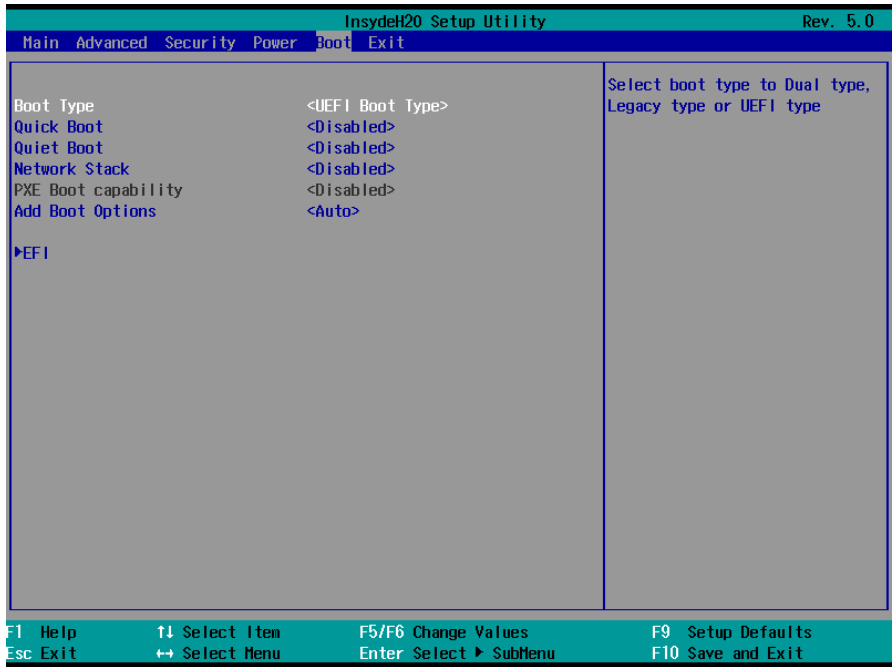 InsydeH20 Setup Utility Rev. 5.0
Main Advanced Security Power Boot Exit
Boot Type <UEFI Boot Type>
Quick Boot <Disabled>
Quiet Boot <Disabled>
Network Stack <Disabled>
PXE Boot capability <Disabled>
Add Boot Options <Auto>
▶EFI
Select boot type to Dual type,
Legacy type or UEFI type
F1 Help ↑↓ Select Item F5/F6 Change Values F9 Setup Defaults
Esc Exit ←→ Select Menu Enter Select ▶ SubMenu F10 Save and Exit